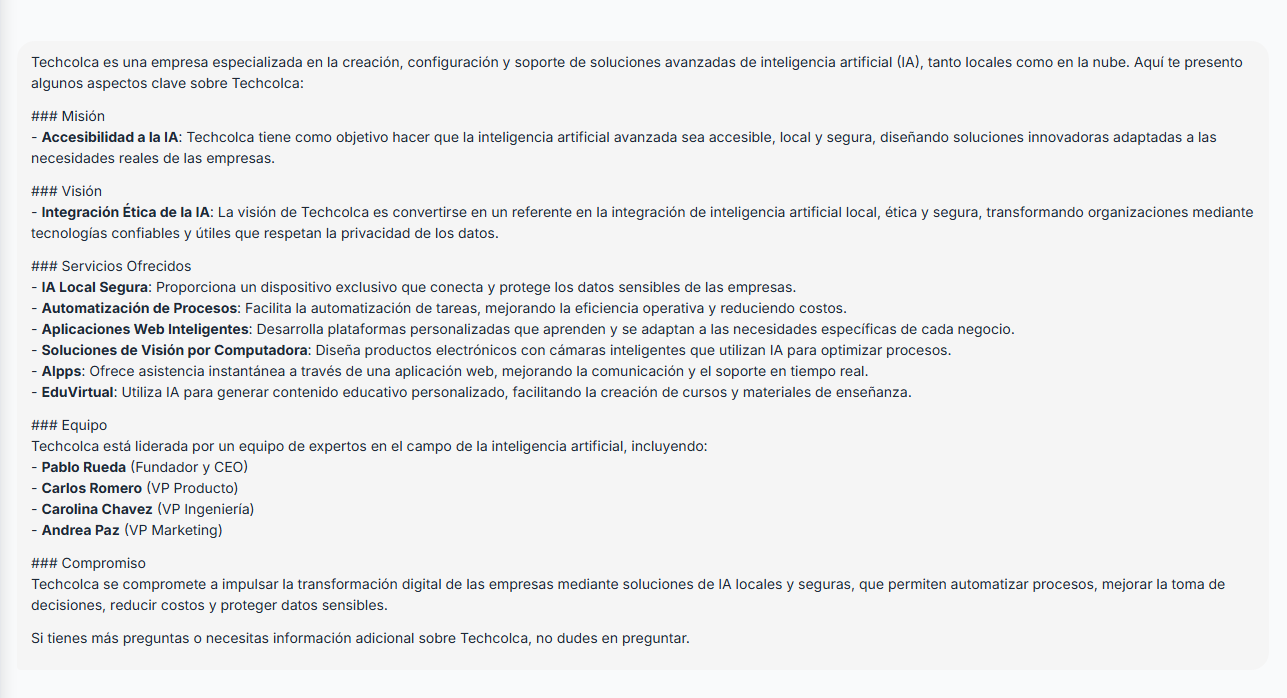 Techcolca es una empresa especializada en la creación, configuración y soporte de soluciones avanzadas de inteligencia artificial (IA), tanto locales como en la nube. Aquí te presento
algunos aspectos clave sobre Techcolca:
### Misión
- Accesibilidad a la IA: Techcolca tiene como objetivo hacer que la inteligencia artificial avanzada sea accesible, local y segura, diseñando soluciones innovadoras adaptadas a las
necesidades reales de las empresas.
### Visión
- Integración Ética de la IA: La visión de Techcolca es convertirse en un referente en la integración de inteligencia artificial local, ética y segura, transformando organizaciones mediante
tecnologías confiables y útiles que respetan la privacidad de los datos.
### Servicios Ofrecidos
- IA Local Segura: Proporciona un dispositivo exclusivo que conecta y protege los datos sensibles de las empresas.
- Automatización de Procesos: Facilita la automatización de tareas, mejorando la eficiencia operativa y reduciendo costos.
- Aplicaciones Web Inteligentes: Desarrolla plataformas personalizadas que aprenden y se adaptan a las necesidades específicas de cada negocio.
- Soluciones de Visión por Computadora: Diseña productos electrónicos con cámaras inteligentes que utilizan IA para optimizar procesos.
- AIpps: Ofrece asistencia instantánea a través de una aplicación web, mejorando la comunicación y el soporte en tiempo real.
- EduVirtual: Utiliza IA para generar contenido educativo personalizado, facilitando la creación de cursos y materiales de enseñanza.
### Equipo
Techcolca está liderada por un equipo de expertos en el campo de la inteligencia artificial, incluyendo:
- Pablo Rueda (Fundador y CEO)
- Carlos Romero (VP Producto)
- Carolina Chavez (VP Ingeniería)
- Andrea Paz (VP Marketing)
### Compromiso
Techcolca se compromete a impulsar la transformación digital de las empresas mediante soluciones de IA locales y seguras, que permiten automatizar procesos, mejorar la toma de
decisiones, reducir costos y proteger datos sensibles.
Si tienes más preguntas o necesitas información adicional sobre Techcolca, no dudes en preguntar.